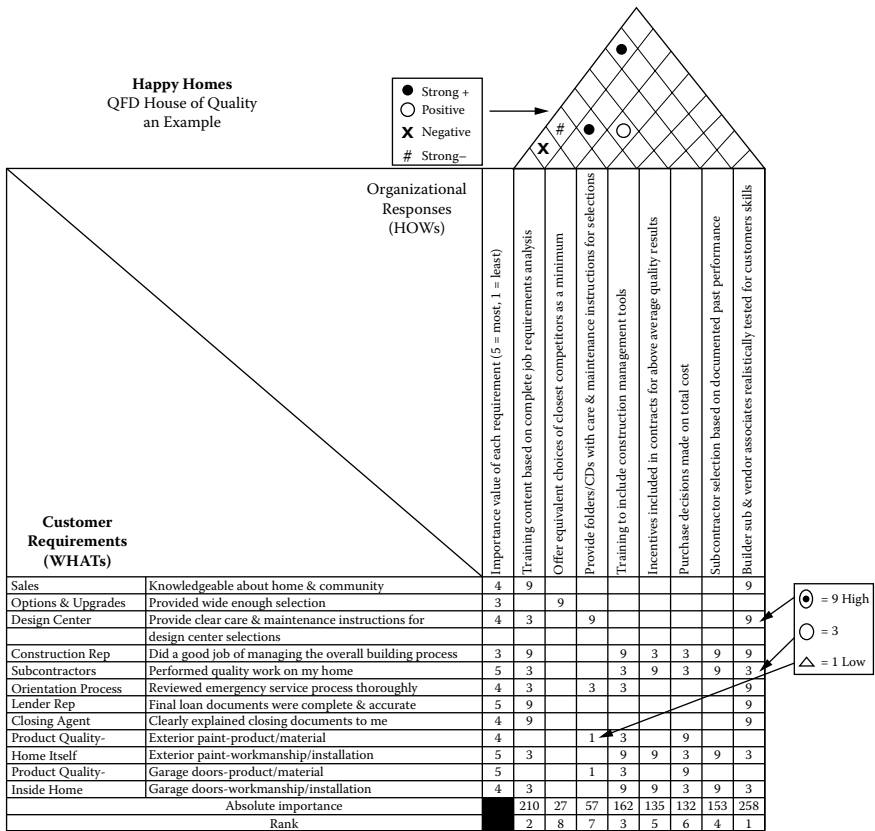 Happy Homes
QFD House of Quality
an Example
● Strong +
○ Positive
X Negative
# Strong–
#
X
Organizational
Responses
(HOWs)
Customer
Requirements
(WHATs)
Importance value of each requirement (5 = most, 1 = least)
Training content based on complete job requirements analysis
Offer equivalent choices of closest competitors as a minimum
Provide folders/CDs with care & maintenance instructions for selections
Training to include construction management tools
Incentives included in contracts for above average quality results
Purchase decisions made on total cost
Subcontractor selection based on documented past performance
Builder sub & vendor associates realistically tested for customers skills
Sales Knowledgeable about home & community 4 9 9
Options & Upgrades Provided wide enough selection 3 9
Design Center Provide clear care & maintenance instructions for 4 3 9 9
design center selections
Construction Rep Did a good job of managing the overall building process 3 9 9 3 3 9 9
Subcontractors Performed quality work on my home 5 3 3 9 3 9 3
Orientation Process Reviewed emergency service process thoroughly 4 3 3 3 9
Lender Rep Final loan documents were complete & accurate 5 9 9
Closing Agent Clearly explained closing documents to me 4 9 9
Product Quality- Exterior paint-product/material 4 1 3 9
Home Itself Exterior paint-workmanship/installation 5 3 9 9 3 9 3
Product Quality- Garage doors-product/material 5 1 3 9
Inside Home Garage doors-workmanship/installation 4 3 9 9 3 9 3
Absolute importance 210 27 57 162 135 132 153 258
Rank 2 8 7 3 5 6 4 1
= 9 High
= 3
= 1 Low